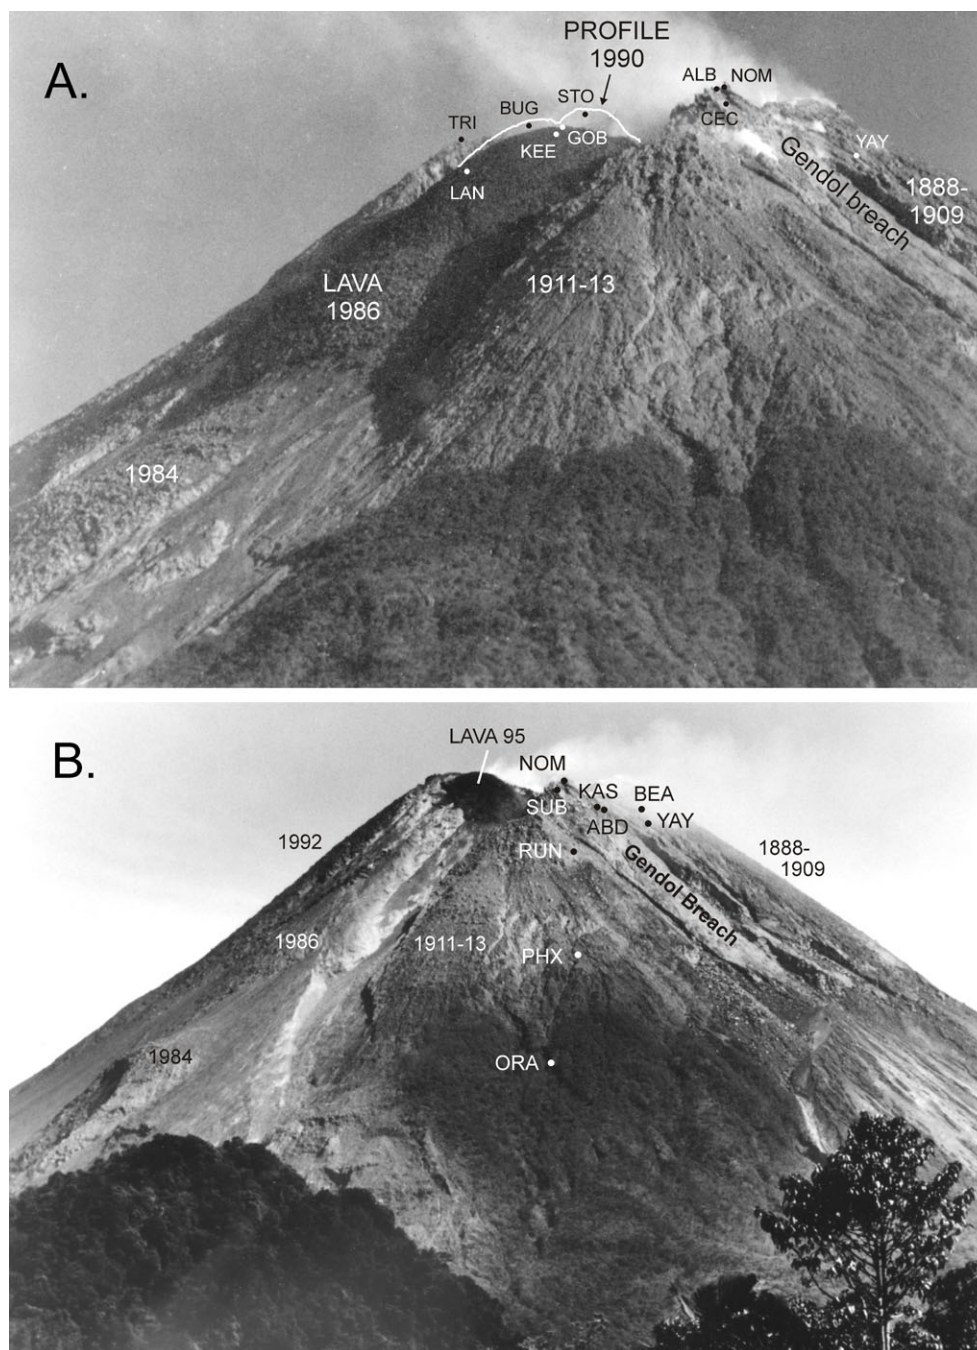 A.
PROFILE
1990
ALB
NOM
STO
BUG
CEC
TRI
GOB
KEE
YAY
LAN
Gendol breach
1888-
1909
LAVA
1986
1911-13
1984
B.
LAVA 95
NOM
KAS
BEA
SUB
YAY
ABD
1992
RUN
1888-
1909
Gendol Breach
1986
1911-13
PHX
1984
ORA